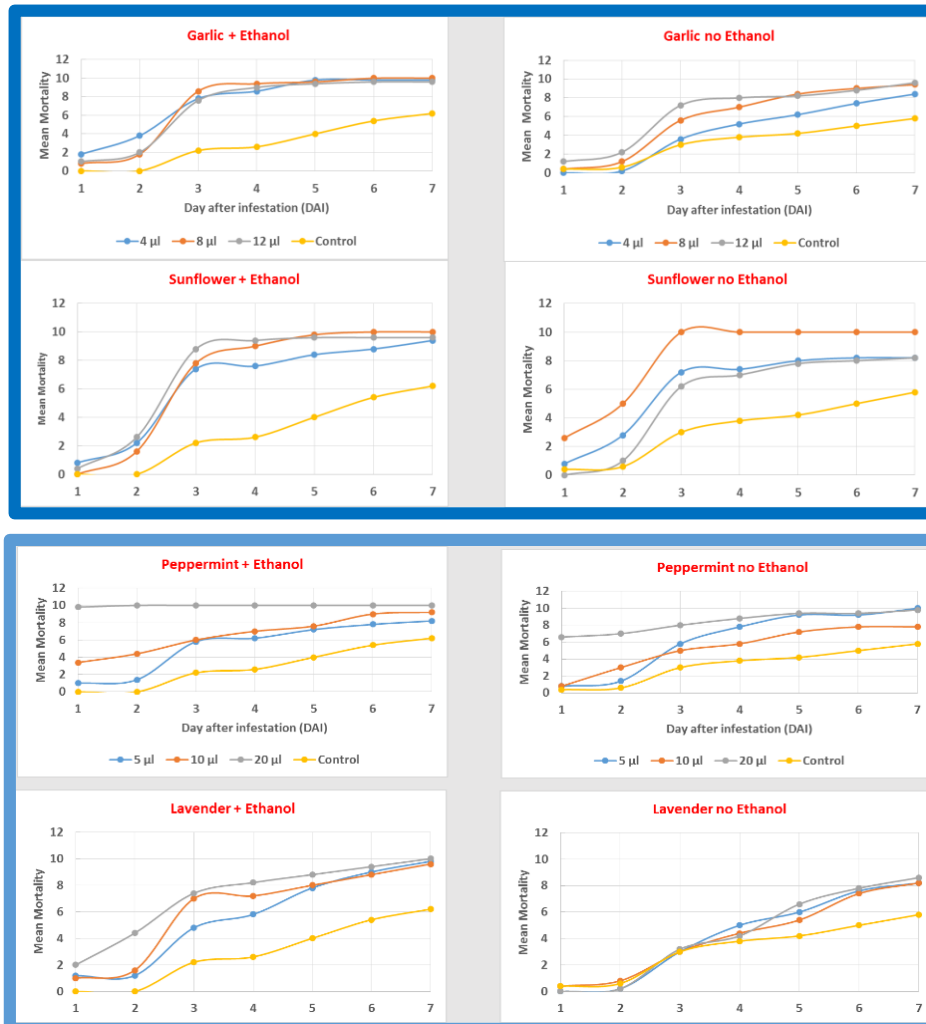 Garlic + Ethanol
Mean Mortality
12
10
8
6
4
2
0
1 2 3 4 5 6 7
Day after infestation (DAI)
4 µl 8 µl 12 µl Control
Garlic no Ethanol
Mean Mortality
12
10
8
6
4
2
0
1 2 3 4 5 6 7
Day after infestation (DAI)
4 µl 8 µl 12 µl Control
Sunflower + Ethanol
Mean Mortality
12
10
8
6
4
2
0
1 2 3 4 5 6 7
Sunflower no Ethanol
Mean Mortality
12
10
8
6
4
2
0
1 2 3 4 5 6 7
Peppermint + Ethanol
Mean Mortality
12
10
8
6
4
2
0
1 2 3 4 5 6 7
Day after infestation (DAI)
5 µl 10 µl 20 µl Control
Peppermint no Ethanol
Mean Mortality
12
10
8
6
4
2
0
1 2 3 4 5 6 7
Day after infestation (DAI)
5 µl 10 µl 20 µl Control
Lavender + Ethanol
Mean Mortality
12
10
8
6
4
2
0
1 2 3 4 5 6 7
Lavender no Ethanol
Mean Mortality
12
10
8
6
4
2
0
1 2 3 4 5 6 7